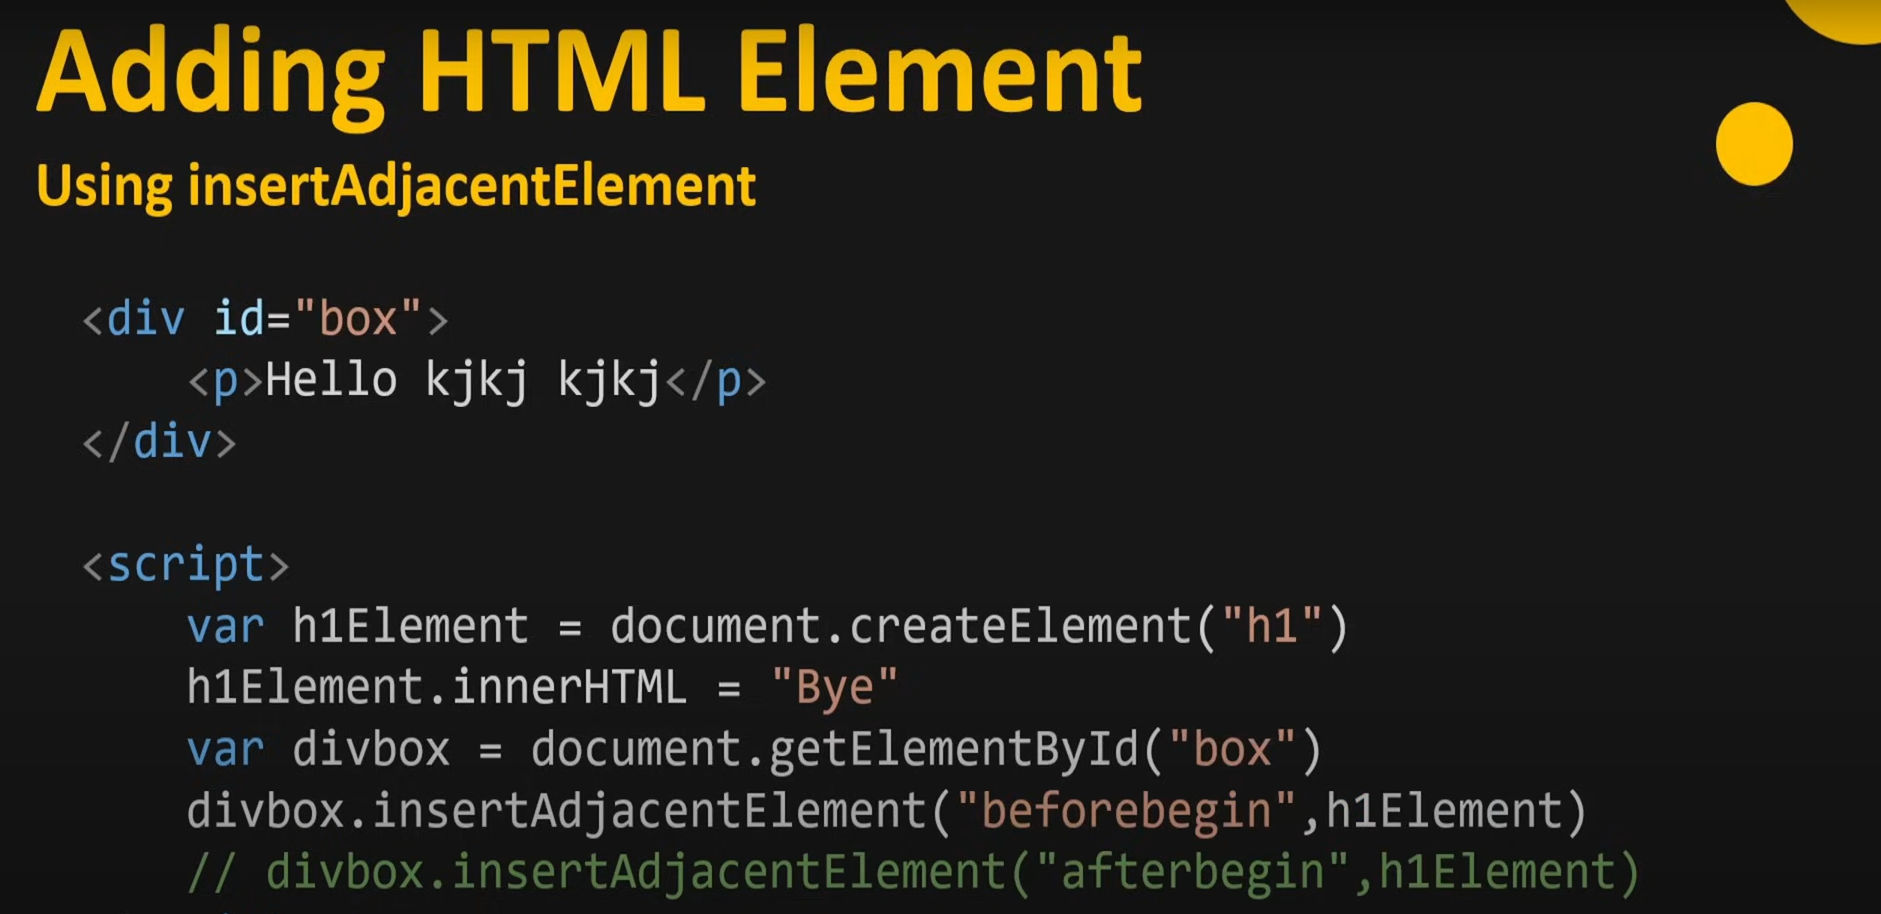 Adding HTML Element
Using insertAdjacentElement
<div id="box">
    <p>Hello kjkj kjkj</p>
</div>
<script>
    var h1Element = document.createElement("h1")
    h1Element.innerHTML = "Bye"
    var divbox = document.getElementById("box")
    divbox.insertAdjacentElement("beforebegin",h1Element)
    // divbox.insertAdjacentElement("afterbegin",h1Element)